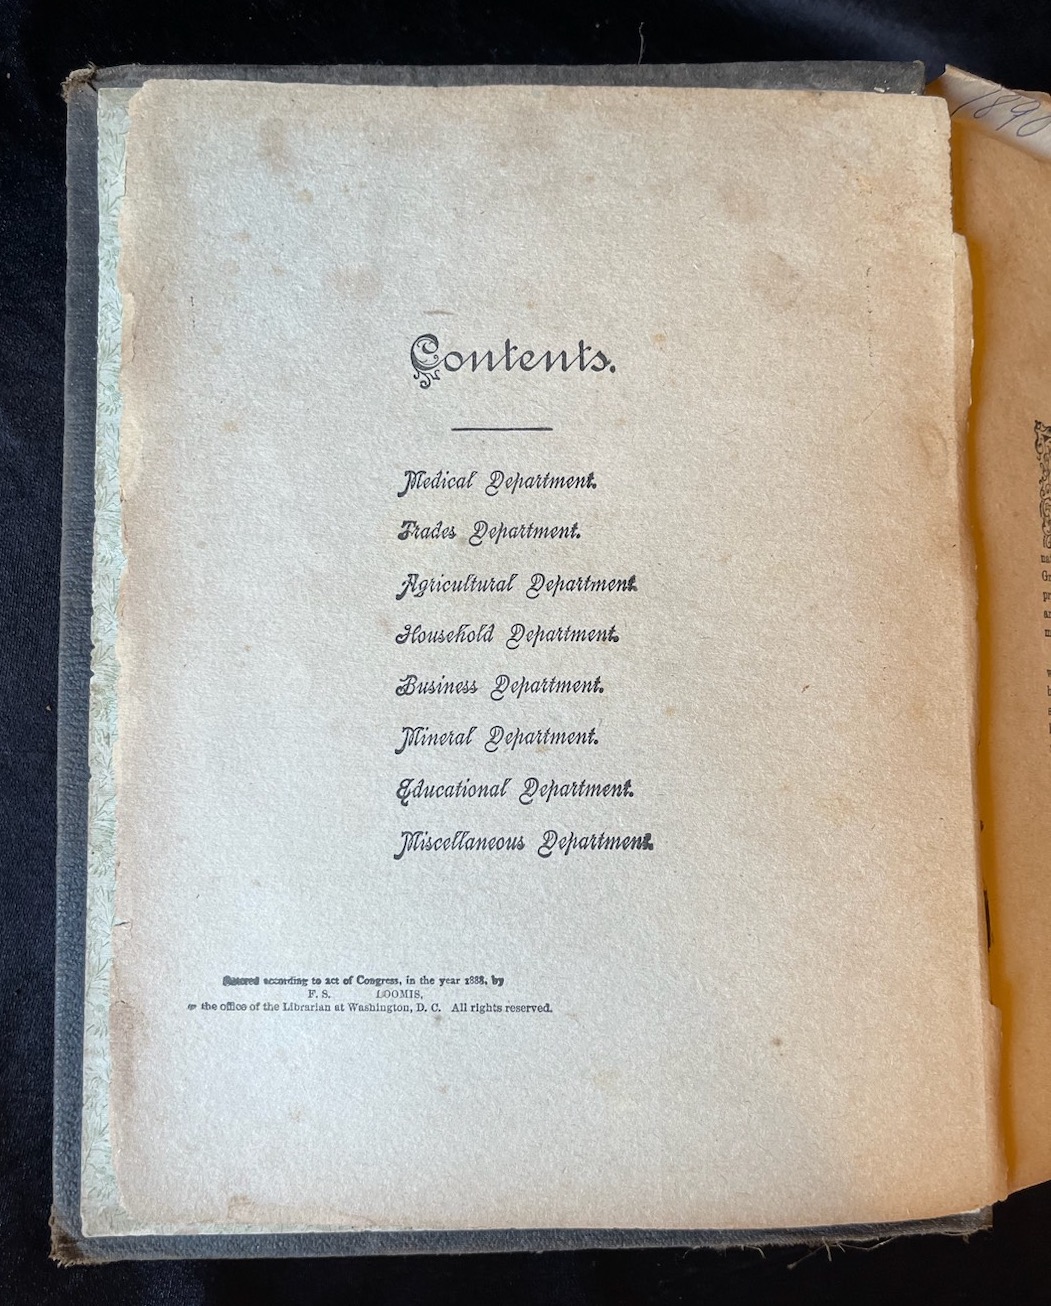 Contents.
Medical Department.
Trades Department.
Agricultural Department.
Household Department.
Business Department.
Mineral Department.
Educational Department.
Miscellaneous Department.
Entered according to act of Congress, in the year 1888, by
F. S. LOOMIS,
the office of the Librarian at Washington, D. C. All rights reserved.